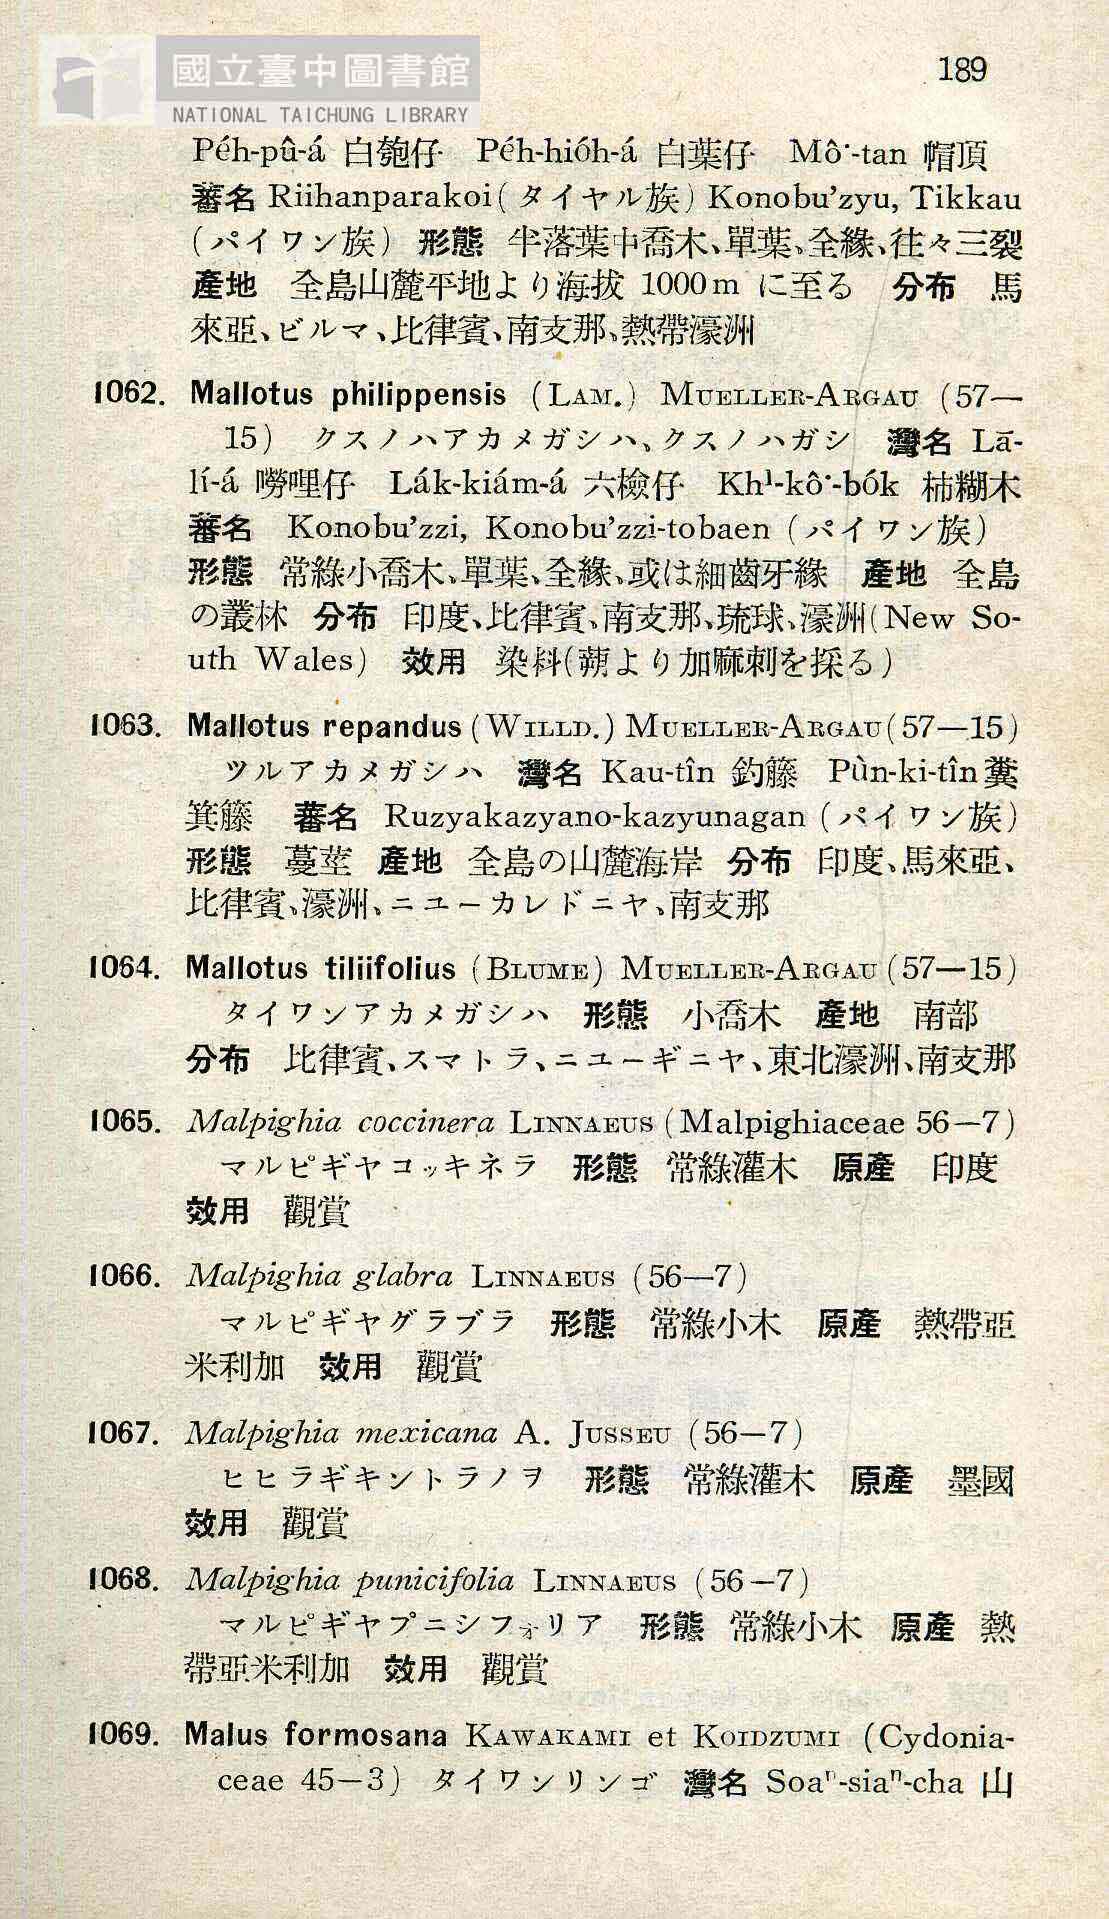 國立臺中圖書館
NATIONAL TAICHUNG LIBRARY
189
Péh-pû-á 白匏仔 Péh-hióh-á 白葉仔 Mô͘-tan 帽頂
蕃名 Riihanparakoi(タイヤル族) Konobu’zyu, Tikkau
(パイワン族) 形態 半落葉中喬木、單葉、全緣、往々三裂
產地 全島山麓平地より海拔 1000m に至る 分布 馬
來亞、ビルマ、比律賓、南支那、熱帶濠洲
1062. Mallotus philippensis (LAM.) MUELLER-ARGAU (57—
15) クスノハアカメガシハ、クスノハガシ 灣名 Lā-
lí-á 嘮哩仔 Lák-kiám-á 六檢仔 Khī-kô͘-bók 柿糊木
蕃名 Konobu’zzi, Konobu’zzi-tobaen (パイワン族)
形態 常綠小喬木、單葉、全緣、或は細齒牙緣 產地 全島
の叢林 分布 印度、比律賓、南支那、琉球、濠洲(New So-
uth Wales) 效用 染料(蒴より加麻刺を採る)
1063. Mallotus repandus (WILLD.) MUELLER-ARGAU (57—15)
ツルアカメガシハ 灣名 Kau-tîn 釣籐 Pùn-ki-tîn 糞
箕籐 蕃名 Ruzyakazyano-kazyunagan (パイワン族)
形態 蔓莖 產地 全島の山麓海岸 分布 印度、馬來亞、
比律賓、濠洲、ニユーカレドニヤ、南支那
1064. Mallotus tiliifolius (BLUME) MUELLER-ARGAU (57—15)
タイワンアカメガシハ 形態 小喬木 產地 南部
分布 比律賓、スマトラ、ニユーギニヤ、東北濠洲、南支那
1065. Malpighia coccinera LINNAEUS (Malpighiaceae 56—7)
マルピギヤコッキネラ 形態 常綠灌木 原產 印度
效用 觀賞
1066. Malpighia glabra LINNAEUS (56—7)
マルピギヤグラブラ 形態 常綠小木 原產 熱帶亞
米利加 效用 觀賞
1067. Malpighia mexicana A. JUSSEU (56—7)
ヒヒラギキントラノヲ 形態 常綠灌木 原產 墨國
效用 觀賞
1068. Malpighia punicifolia LINNAEUS (56—7)
マルピギヤプニシフォリア 形態 常綠小木 原產 熱
帶亞米利加 效用 觀賞
1069. Malus formosana KAWAKAMI et KOIDZUMI (Cydonia-
ceae 45—3) タイワンリンゴ 灣名 Soaⁿ-siaⁿ-cha 山